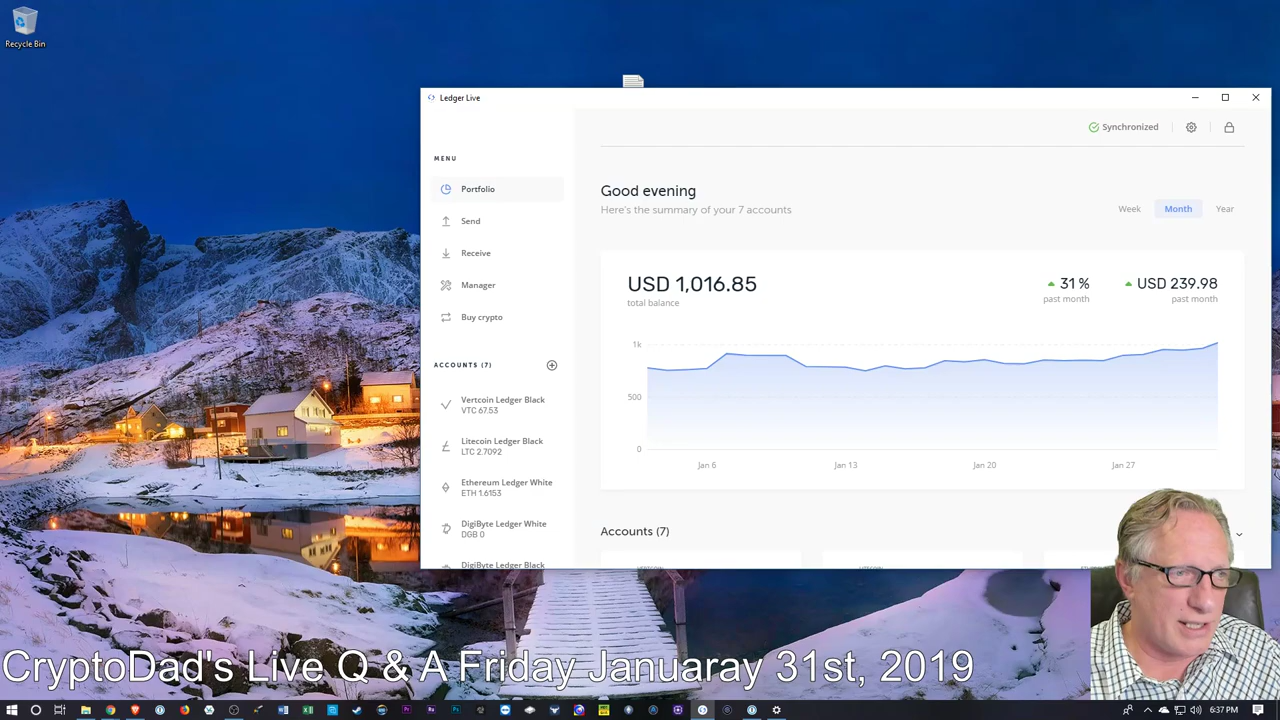 Recycle Bin
Ledger Live
Synchronized
MENU
Portfolio
Send
Receive
Manager
Buy crypto
ACCOUNTS (7)
Vertcoin Ledger Black
VTC 67.53
Litecoin Ledger Black
LTC 2.7092
Ethereum Ledger White
ETH 1.6153
DigiByte Ledger White
DGB 0
DigiByte Ledger Black
Good evening
Here's the summary of your 7 accounts
Week Month Year
USD 1,016.85
total balance
31 %
past month
USD 239.98
past month
1k
500
0
Jan 6 Jan 13 Jan 20 Jan 27
Accounts (7)
CryptoDad's Live Q & A Friday Januaray 31st, 2019
6:37 PM